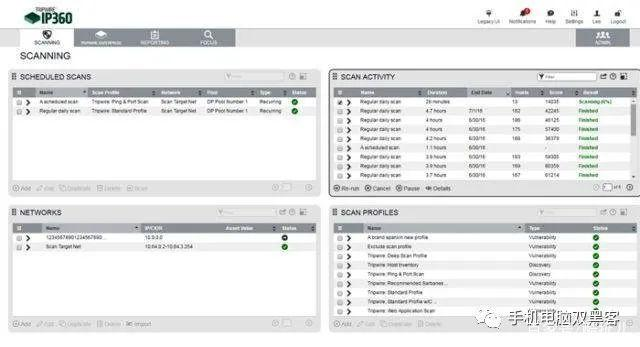 TRIPWIRE
IP360
Legacy UI Notifications Help Settings Lee Logout
SCANNING TRIPWIRE ENTERPRISE REPORTING FOCUS ADMIN
SCANNING
SCHEDULED SCANS
Filter
Name Scan Profile Network Pool Type Status
A scheduled scan Tripwire: Ping & Port Scan Scan Target Net DP Pool Number 1 Recurring
Regular daily scan Tripwire: Standard Profile Scan Target Net DP Pool Number 1 Recurring
Add Edit Duplicate Delete Scan
SCAN ACTIVITY
Filter
Name Duration End Date Hosts Score Result
Regular daily scan 26 minutes 13 14035 Scanning (6%)
Regular daily scan 4.7 hours 7/1/16 182 42245 Finished
Regular daily scan 4 hours 6/30/16 186 46125 Finished
Regular daily scan 4 hours 6/30/16 175 57400 Finished
Regular daily scan 4.2 hours 6/30/16 168 38376 Finished
A scheduled scan 1.1 hours 6/30/16 - Finished
Regular daily scan 3.9 hours 6/30/16 163 59305 Finished
Regular daily scan 3.9 hours 6/30/16 169 60359 Finished
Regular daily scan 3.7 hours 6/30/16 167 61214 Finished
Re-run Cancel Pause Details
NETWORKS
Filter
Name IP/CIDR Asset Value Status
12345678901234567890... 10.0.0.0
Scan Target Net 10.64.0.2-10.64.3.254
Add Edit Duplicate Delete Import
SCAN PROFILES
Filter
Name Type Status
A brand spankin new profile Vulnerability
Exclude scan profile Vulnerability
Tripwire: Deep Scan Profile Vulnerability
Tripwire: Host Inventory Discovery
Tripwire: Ping & Port Scan Discovery
Tripwire: Recommended Sarbanes... Vulnerability
Tripwire: Standard Profile Vulnerability
Tripwire: Standard Profile w/C... Vulnerability
Tripwire: Web Application Scan Vulnerability
Add Edit Duplicate Delete
手机电脑双黑客